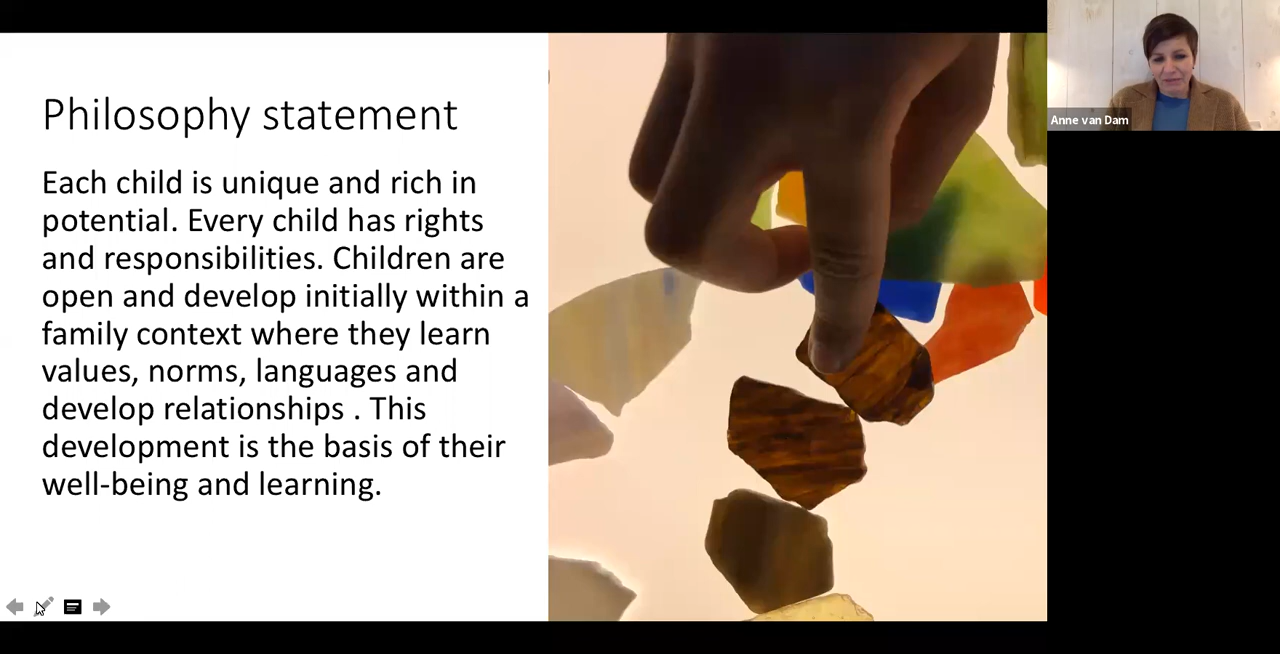 Philosophy statement
Each child is unique and rich in
potential. Every child has rights
and responsibilities. Children are
open and develop initially within a
family context where they learn
values, norms, languages and
develop relationships . This
development is the basis of their
well-being and learning.
Anne van Dam